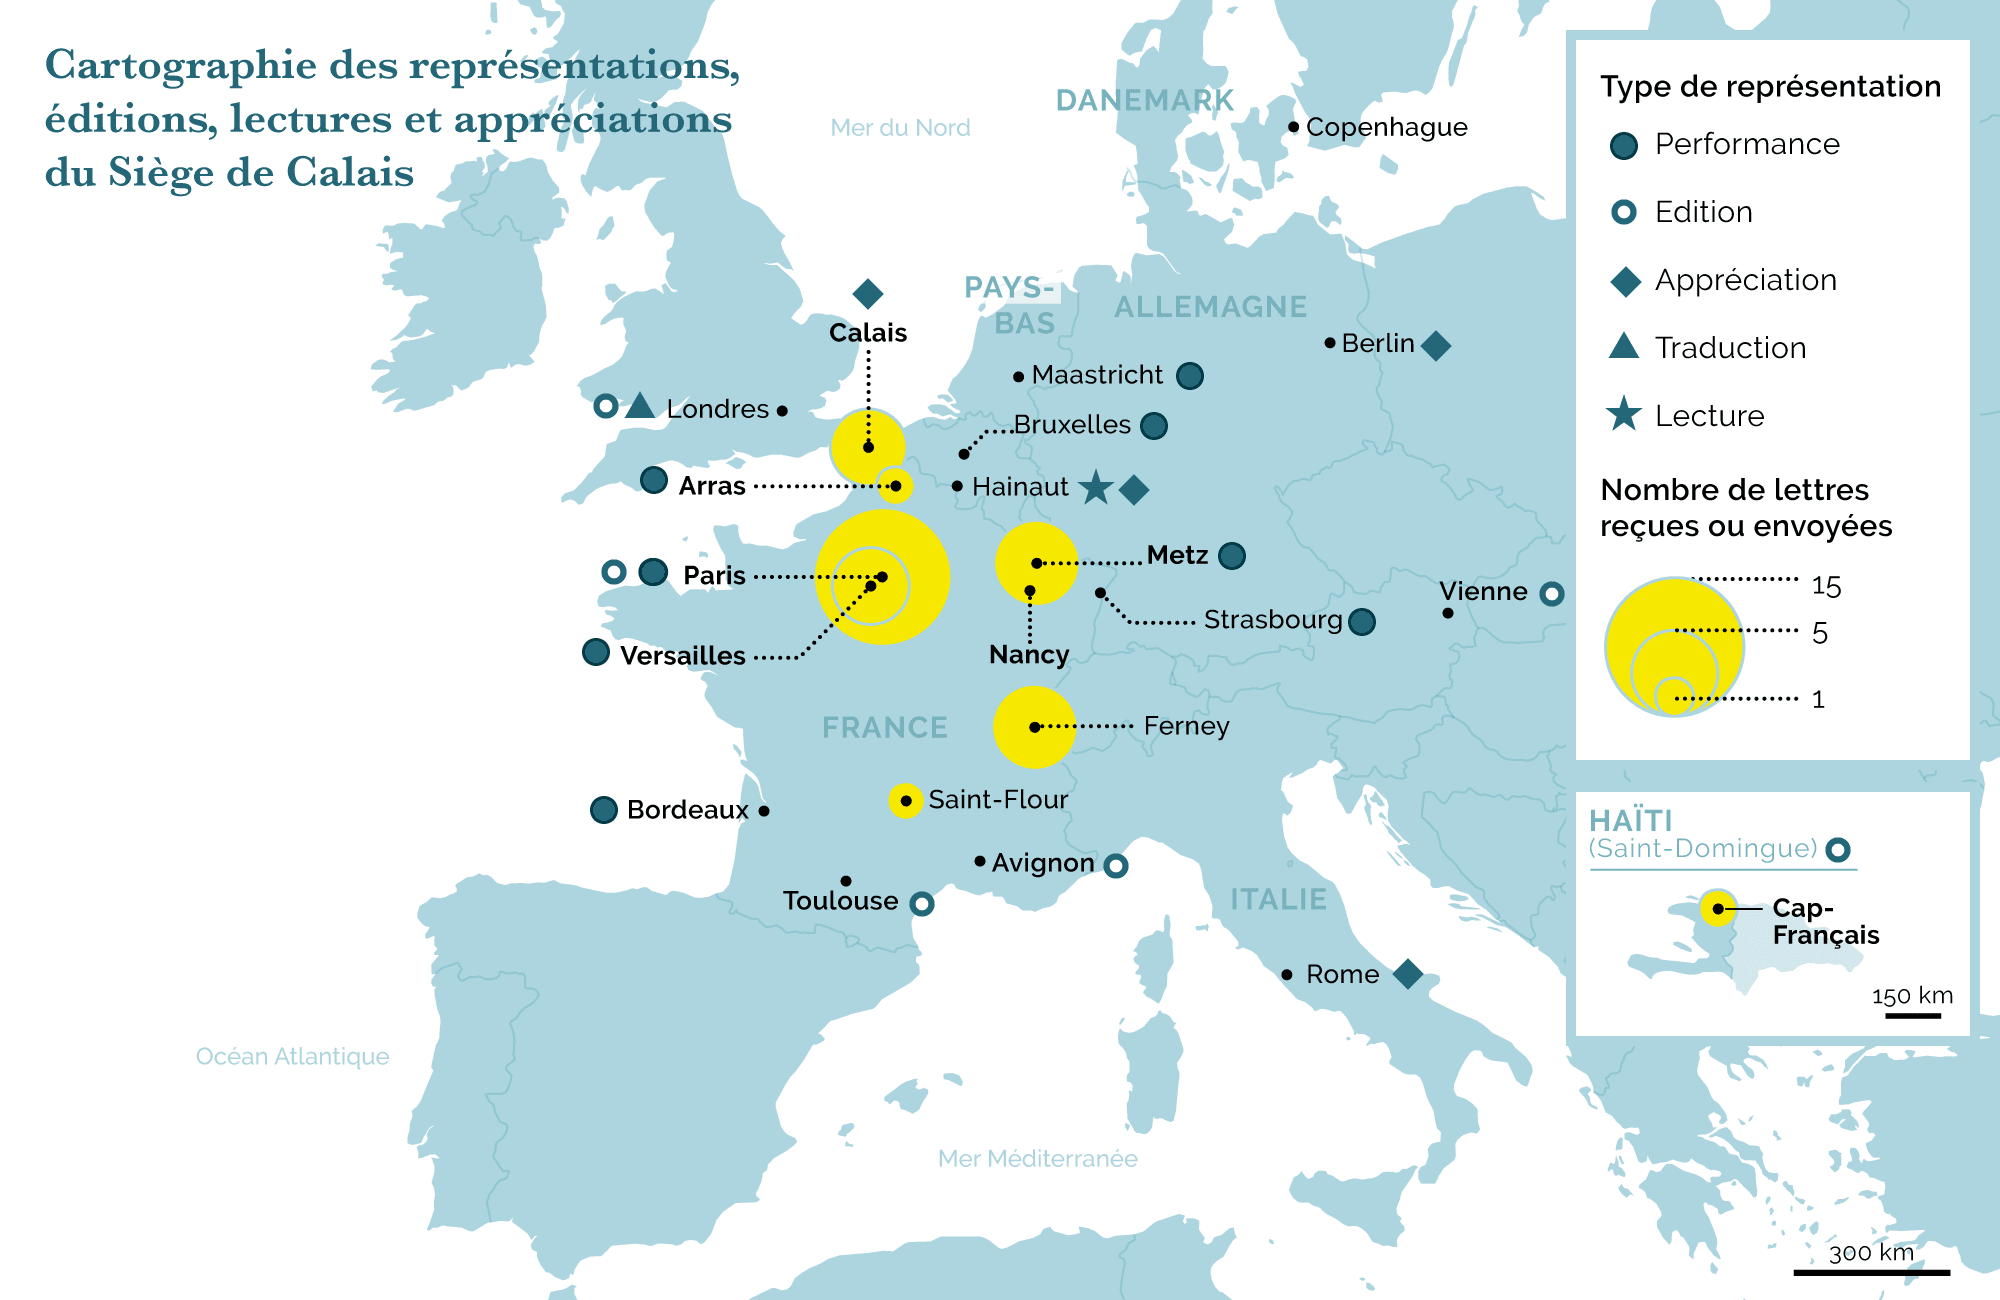 Cartographie des représentations,
éditions, lectures et appréciations
du Siège de Calais
Mer du Nord
DANEMARK
Copenhague
PAYS-
BAS
ALLEMAGNE
Calais
Berlin
Maastricht
Londres
Bruxelles
Arras
Hainaut
Metz
Paris
Vienne
Strasbourg
Versailles
Nancy
FRANCE
Ferney
Saint-Flour
Bordeaux
Avignon
Toulouse
ITALIE
Rome
Océan Atlantique
Mer Méditerranée
Type de représentation
Performance
Edition
Appréciation
Traduction
Lecture
Nombre de lettres
reçues ou envoyées
15
5
1
HAÏTI
(Saint-Domingue)
Cap-
Français
150 km
300 km